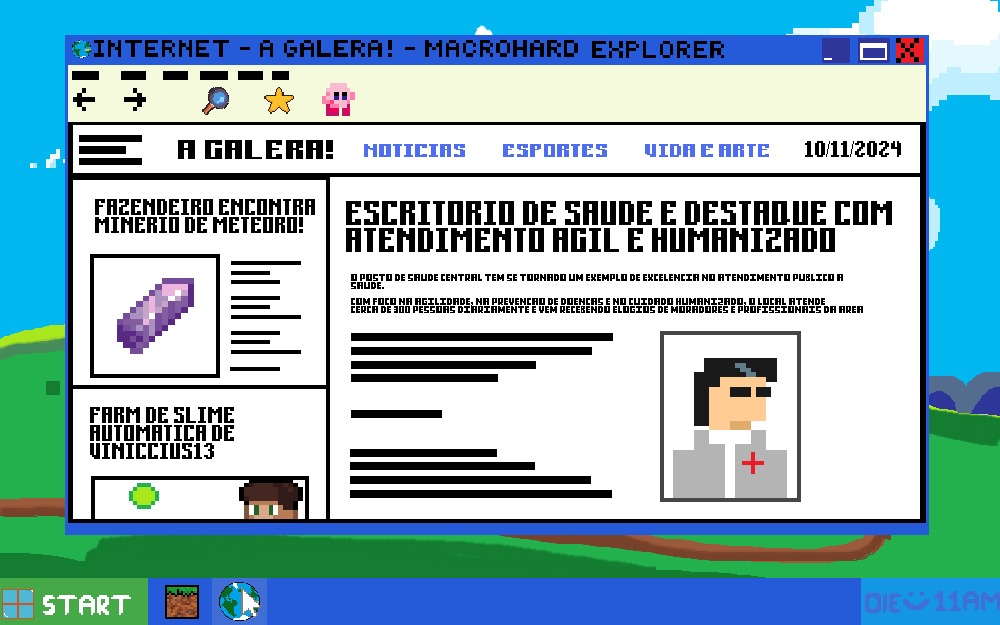 INTERNET - A GALERA! - MACROHARD EXPLORER
A GALERA! NOTICIAS ESPORTES VIDA E ARTE 10/11/2024
FAZENDEIRO ENCONTRA
MINERIO DE METEORO!
FARM DE SLIME
AUTOMATICA DE
VINICCIUS13
ESCRITORIO DE SAUDE E DESTAQUE COM
ATENDIMENTO AGIL E HUMANIZADO
O POSTO DE SAUDE CENTRAL TEM SE TORNADO UM EXEMPLO DE EXCELENCIA NO ATENDIMENTO PUBLICO A
SAUDE.
COM FOCO NA AGILIDADE, NA PREVENCAO DE DOENCAS E NO CUIDADO HUMANIZADO, O LOCAL ATENDE
CERCA DE 300 PESSOAS DIARIAMENTE E VEM RECEBENDO ELOGIOS DE MORADORES E PROFISSIONAIS DA AREA
START
OIE 11AM